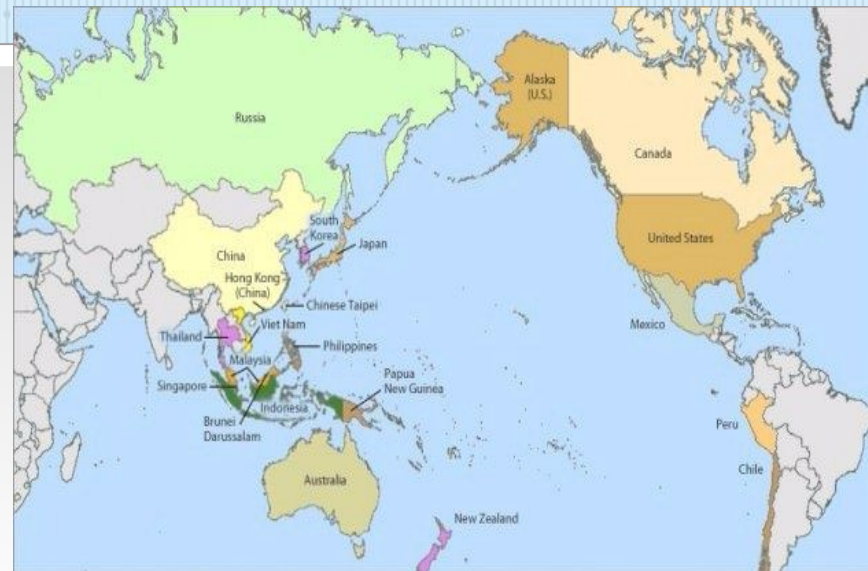 Alaska
(U.S.)
Russia
Canada
South
Korea
United States
Japan
China
Hong Kong
(China)
Chinese Taipei
Mexico
Thailand
Viet Nam
Philippines
Malaysia
Papua
New Guinea
Singapore
Indonesia
Brunei
Darussalam
Peru
Chile
Australia
New Zealand